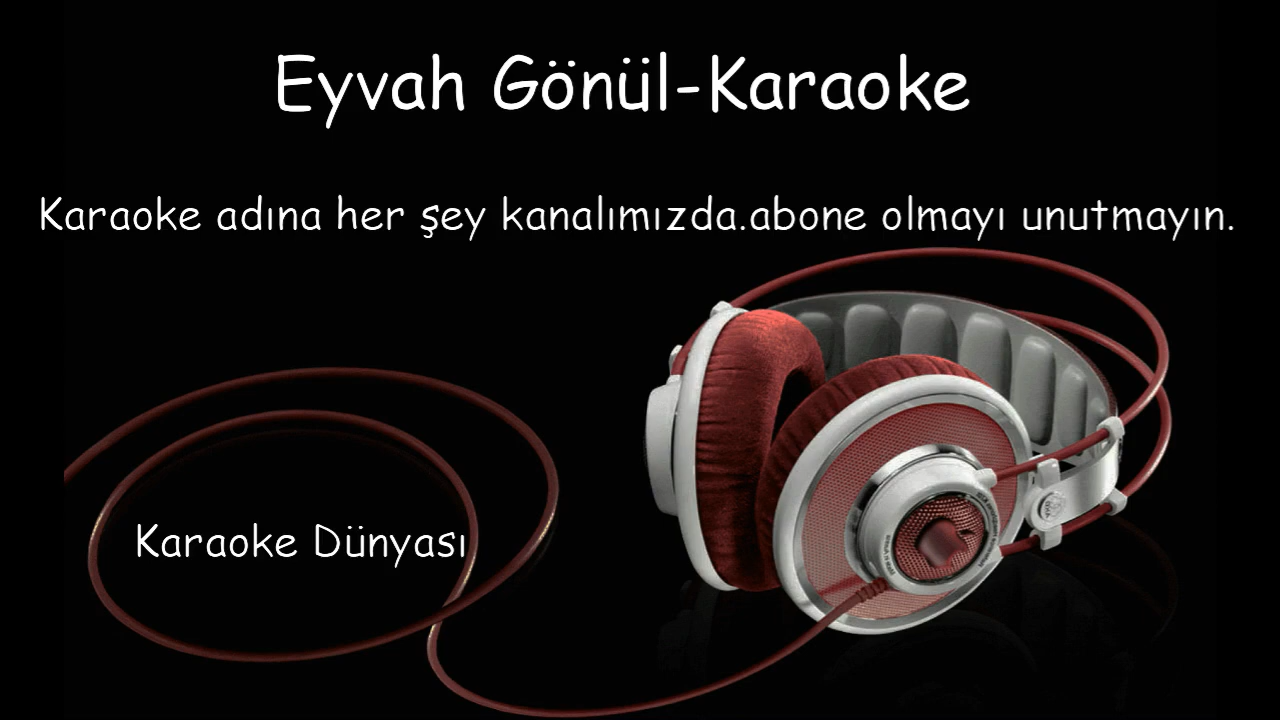 Eyvah Gönül-Karaoke
Karaoke adına her şey kanalımızda.abone olmayı unutmayın.
Karaoke Dünyası